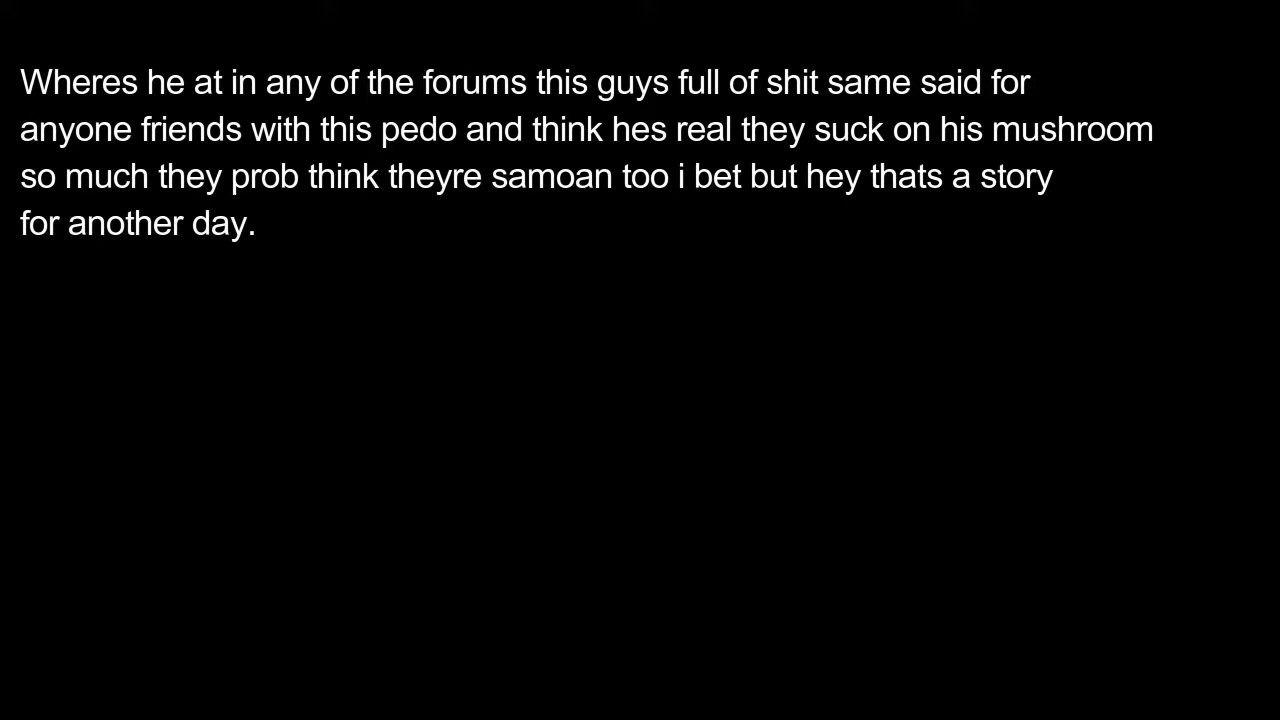 Wheres he at in any of the forums this guys full of shit same said for
anyone friends with this pedo and think hes real they suck on his mushroom
so much they prob think theyre samoan too i bet but hey thats a story
for another day.